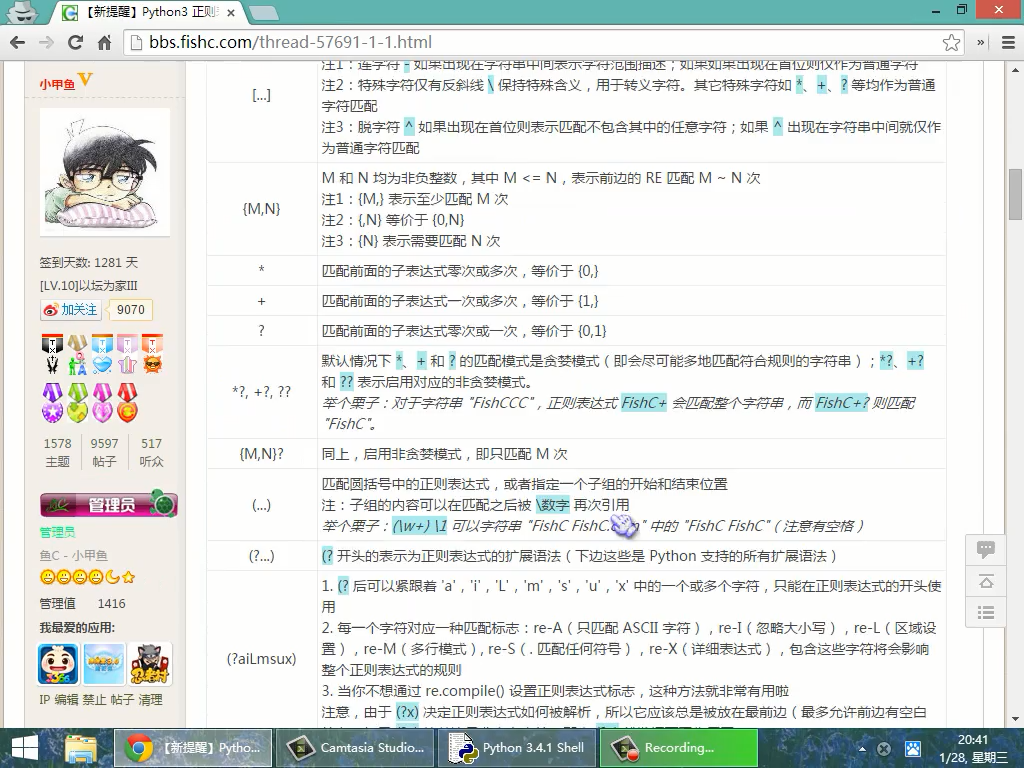 【新提醒】Python3 正则
bbs.fishc.com/thread-57691-1-1.html
小甲鱼
签到天数: 1281 天
[LV.10]以坛为家III
加关注 9070
1578 9597 517
主题 帖子 听众
管理员
管理员
鱼C - 小甲鱼
管理值 1416
我最爱的应用:
IP 编辑 禁止 帖子 清理
[...]
注1：连字符 - 如果出现在字符串中间表示字符范围描述；如果如果出现在首位则仅作为普通字符
注2：特殊字符仅有反斜线 \ 保持特殊含义，用于转义字符。其它特殊字符如 *、+、? 等均作为普通
字符匹配
注3：脱字符 ^ 如果出现在首位则表示匹配不包含其中的任意字符；如果 ^ 出现在字符串中间就仅作
为普通字符匹配
{M,N}
M 和 N 均为非负整数，其中 M <= N，表示前边的 RE 匹配 M ~ N 次
注1：{M,} 表示至少匹配 M 次
注2：{,N} 等价于 {0,N}
注3：{N} 表示需要匹配 N 次
* 匹配前面的子表达式零次或多次，等价于 {0,}
+ 匹配前面的子表达式一次或多次，等价于 {1,}
? 匹配前面的子表达式零次或一次，等价于 {0,1}
*?, +?, ??
默认情况下 *、+ 和 ? 的匹配模式是贪婪模式（即会尽可能多地匹配符合规则的字符串）；*?、+?
和 ?? 表示启用对应的非贪婪模式。
举个栗子：对于字符串 "FishCCC"，正则表达式 FishC+ 会匹配整个字符串，而 FishC+? 则匹配
"FishC"。
{M,N}? 同上，启用非贪婪模式，即只匹配 M 次
(...)
匹配圆括号中的正则表达式，或者指定一个子组的开始和结束位置
注：子组的内容可以在匹配之后被 \数字 再次引用
举个栗子：(\w+) \1 可以字符串 "FishC FishC.com" 中的 "FishC FishC"（注意有空格）
(?...) (? 开头的表示为正则表达式的扩展语法（下边这些是 Python 支持的所有扩展语法）
(?aiLmsux)
1. (? 后可以紧跟着 'a'，'i'，'L'，'m'，'s'，'u'，'x' 中的一个或多个字符，只能在正则表达式的开头使
用
2. 每一个字符对应一种匹配标志：re-A（只匹配 ASCII 字符），re-I（忽略大小写），re-L（区域设
置），re-M（多行模式), re-S（. 匹配任何符号），re-X（详细表达式），包含这些字符将会影响
整个正则表达式的规则
3. 当你不想通过 re.compile() 设置正则表达式标志，这种方法就非常有用啦
注意，由于 (?x) 决定正则表达式如何被解析，所以它应该总是被放在最前边（最多允许前边有空白
【新提醒】Pytho... Camtasia Studio... Python 3.4.1 Shell Recording...
20:41
1/28, 星期三